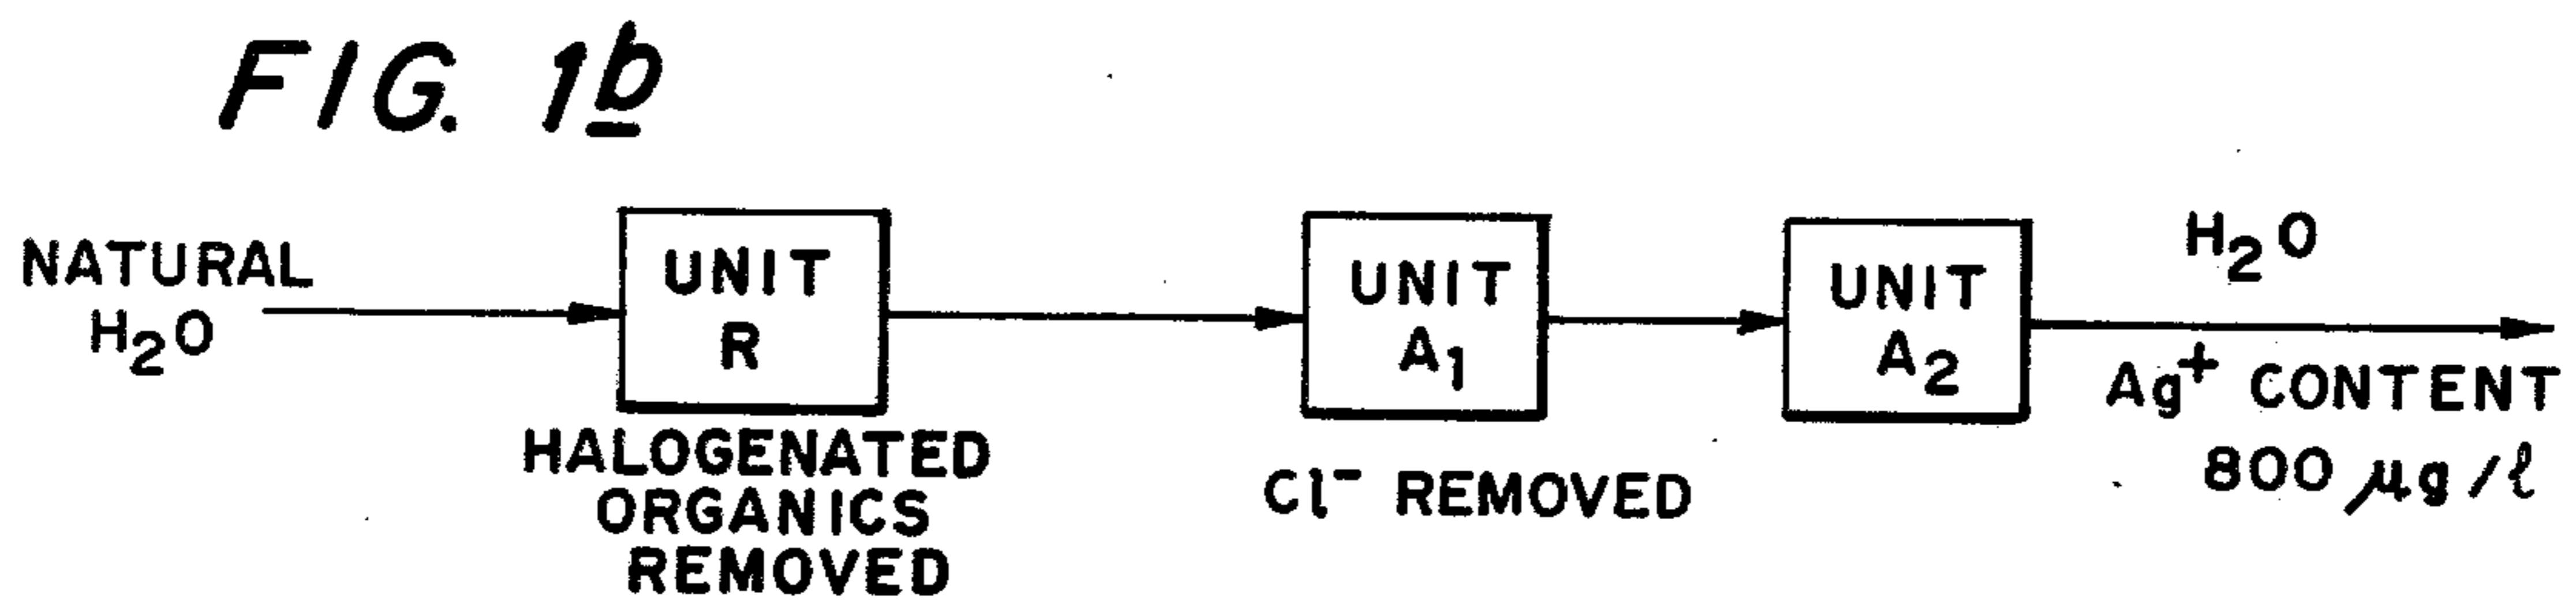 FIG. 1b
NATURAL
H₂O
UNIT
R
HALOGENATED
ORGANICS
REMOVED
UNIT
A₁
Cl⁻ REMOVED
UNIT
A₂
H₂O
Ag⁺ CONTENT
800 µg/ℓ